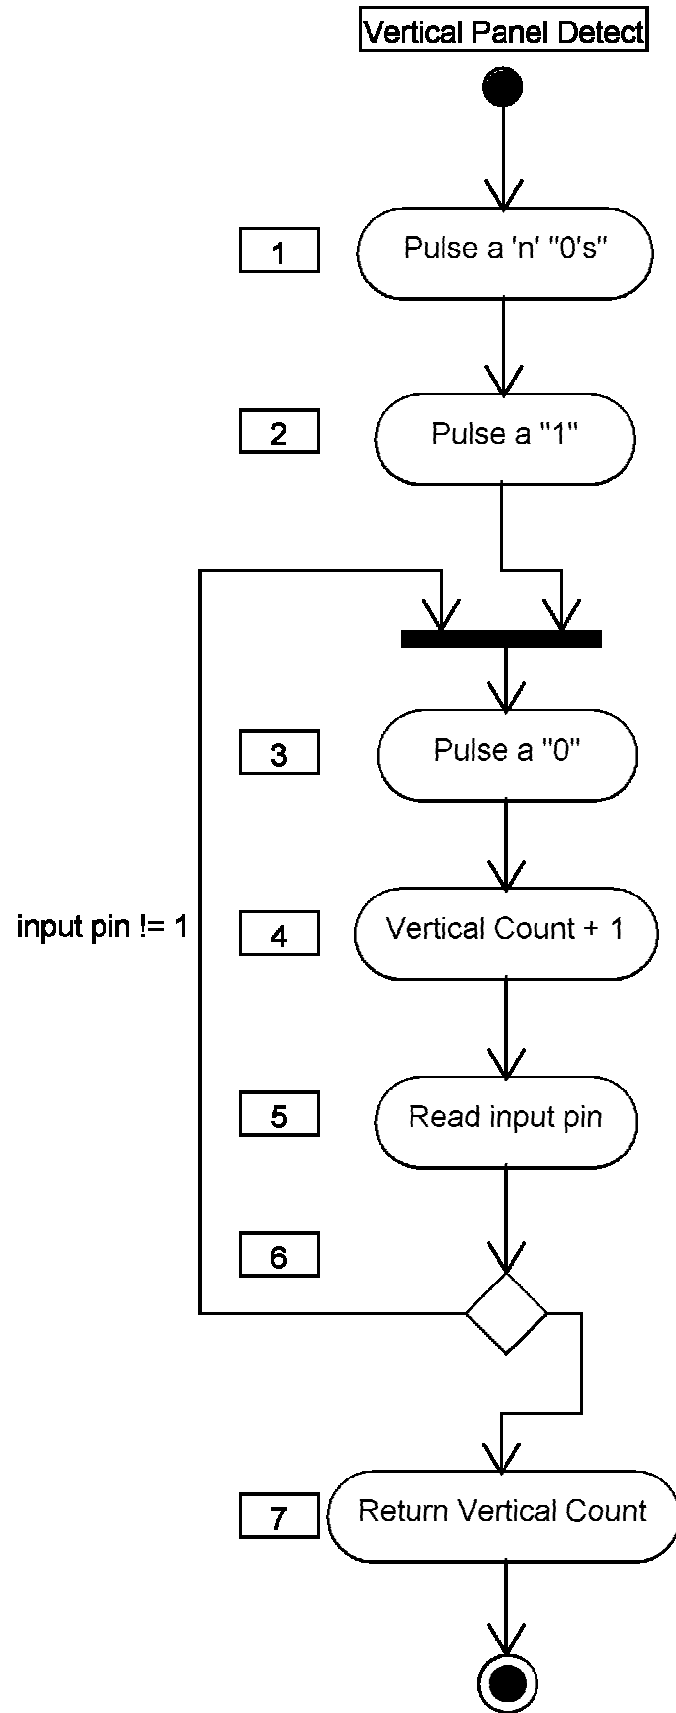 Vertical Panel Detect
1
Pulse a 'n' "0's"
2
Pulse a "1"
3
Pulse a "0"
input pin != 1
4
Vertical Count + 1
5
Read input pin
6
7
Return Vertical Count